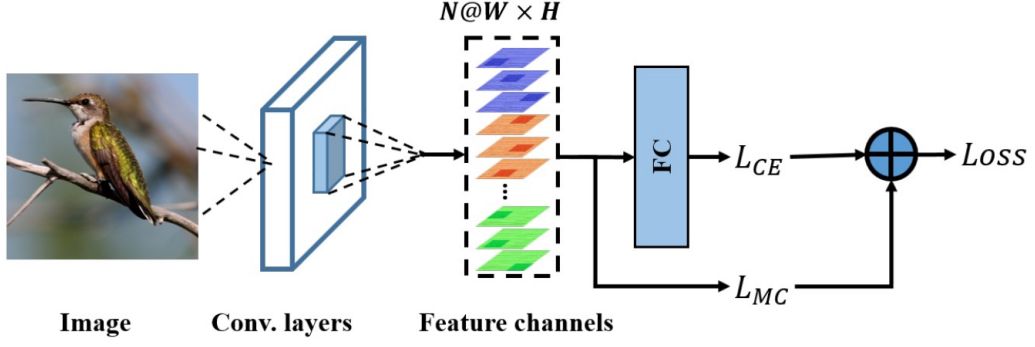 N@W × H
FC
L_CE
Loss
L_MC
Image
Conv. layers
Feature channels